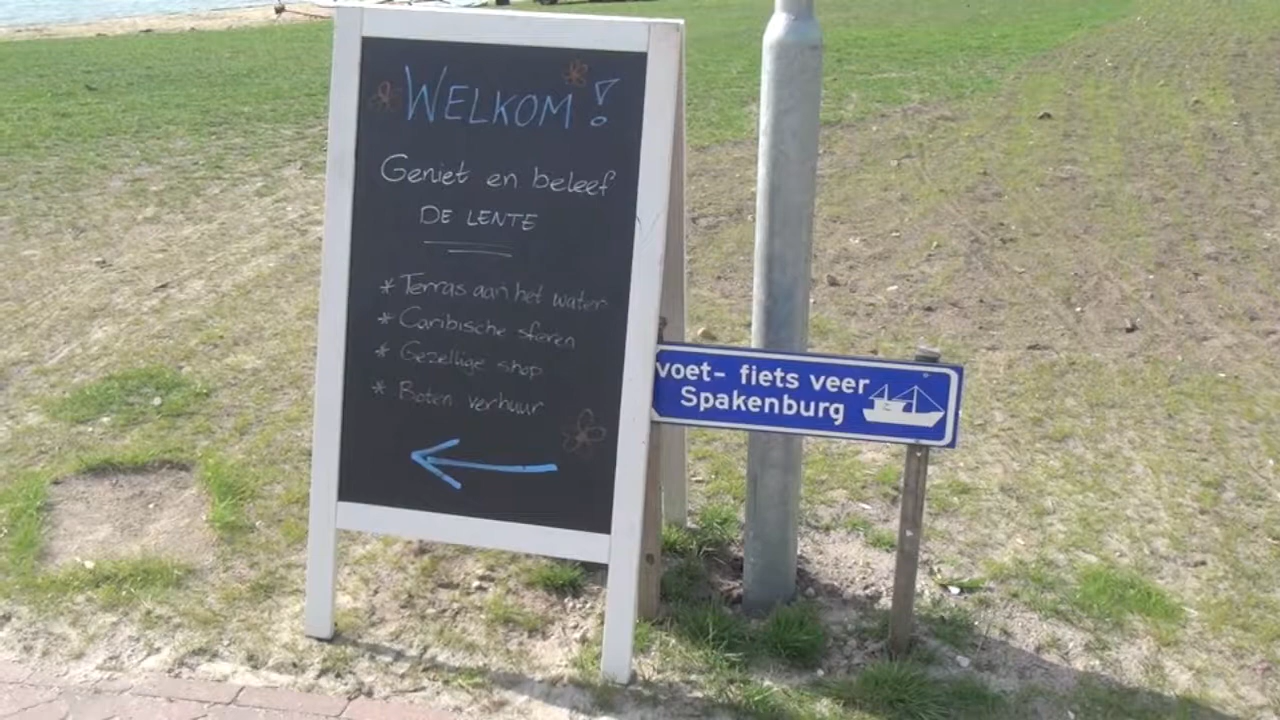 WELKOM!
Geniet en beleef
DE LENTE
* Terras aan het water
* Caribische sferen
* Gezellige shop
* Boten verhuur
voet- fiets veer
Spakenburg